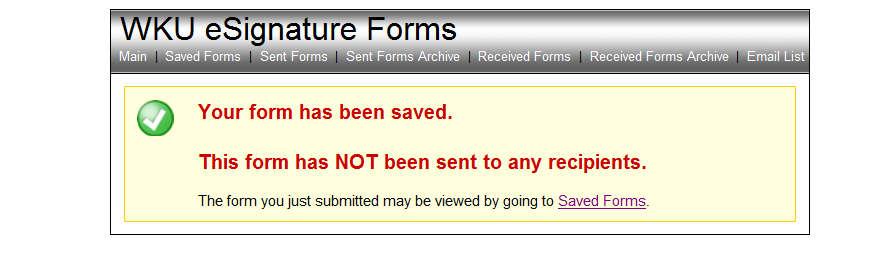 WKU eSignature Forms
Main | Saved Forms | Sent Forms | Sent Forms Archive | Received Forms | Received Forms Archive | Email List
Your form has been saved.
This form has NOT been sent to any recipients.
The form you just submitted may be viewed by going to Saved Forms.